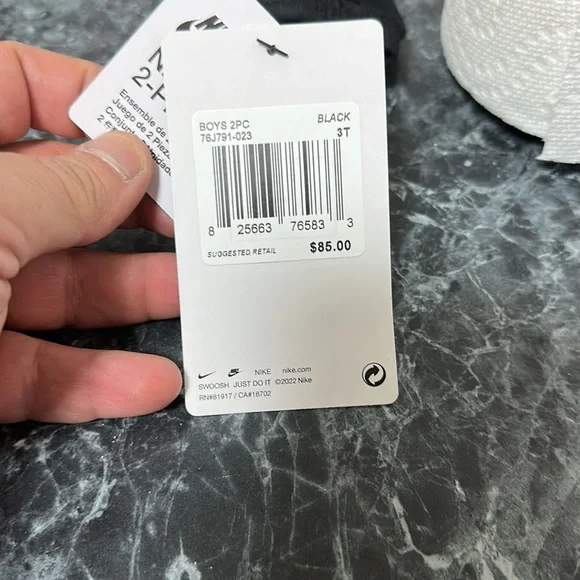 2-P
Ensemble de
Juego de 2 Pieza
BOYS 2PC BLACK
76J791-023 3T
8 25663 76583 3
SUGGESTED RETAIL $85.00
NIKE nike.com
SWOOSH JUST DO IT ©2022 Nike
RN#81917 / CA#18702